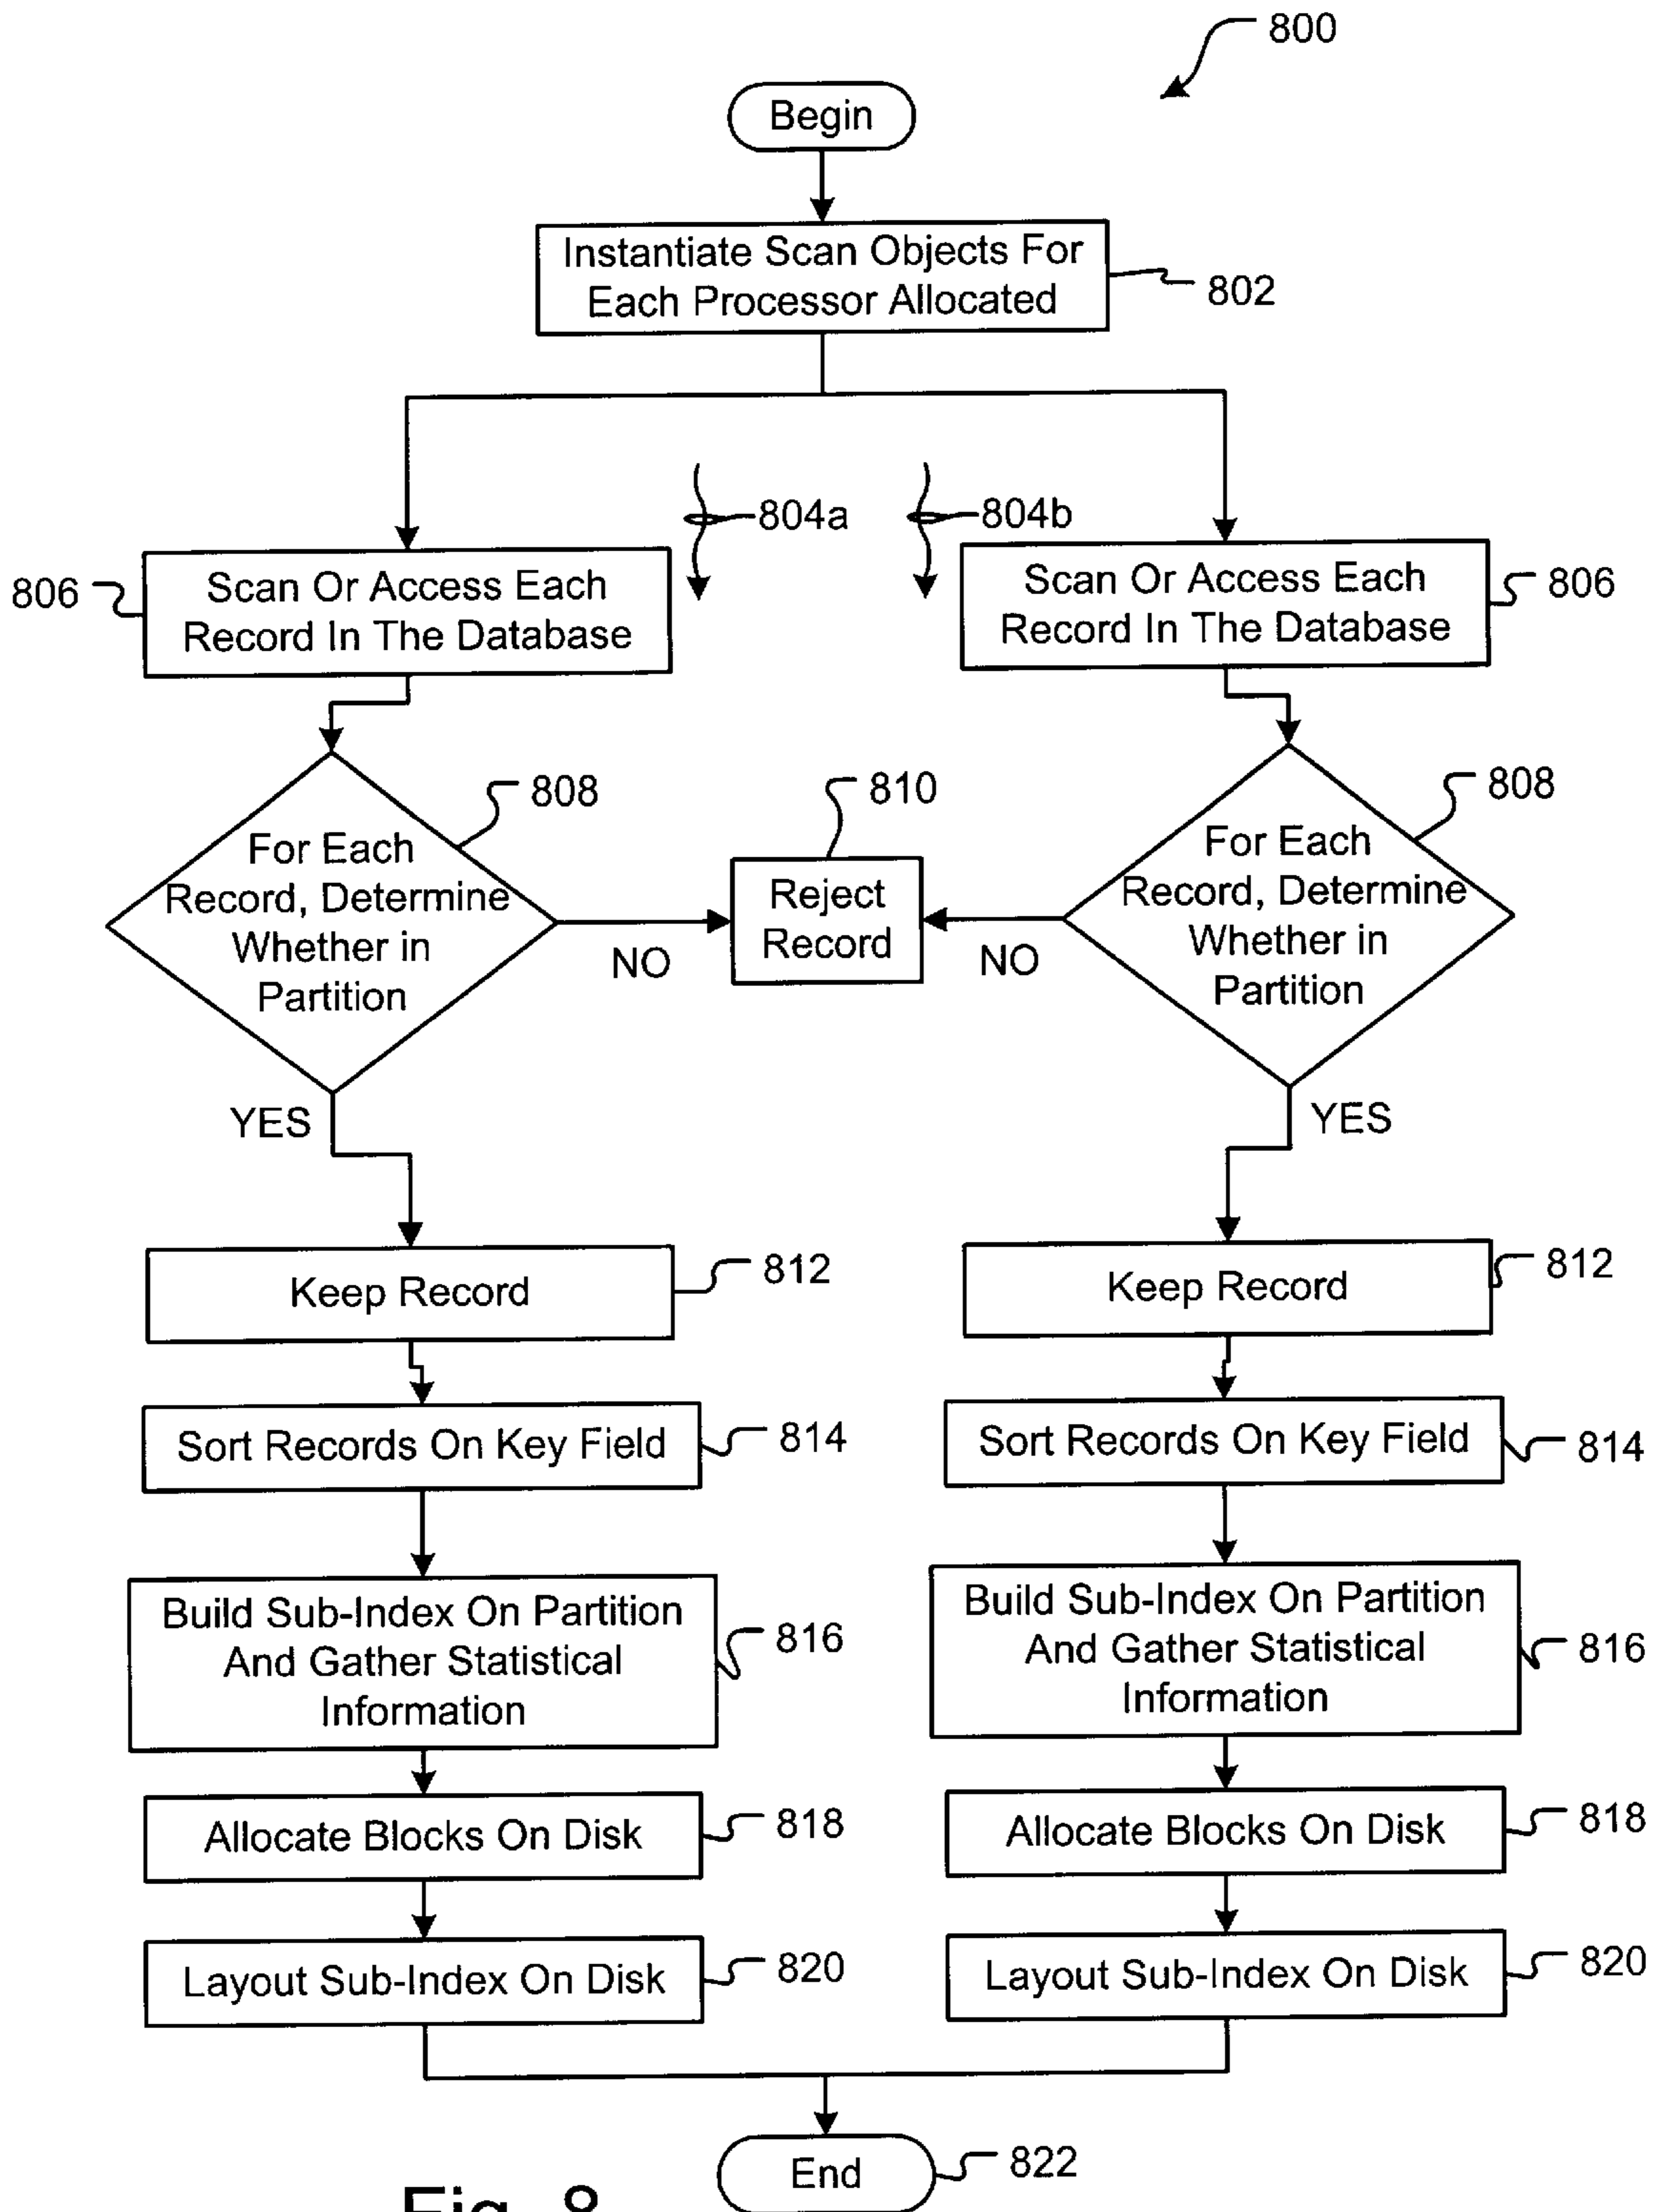 800
Begin
Instantiate Scan Objects For
Each Processor Allocated
802
804a
804b
806
Scan Or Access Each
Record In The Database
Scan Or Access Each
Record In The Database
806
808
For Each
Record, Determine
Whether in
Partition
NO
YES
810
Reject
Record
808
For Each
Record, Determine
Whether in
Partition
NO
YES
Keep Record
812
Keep Record
812
Sort Records On Key Field
814
Sort Records On Key Field
814
Build Sub-Index On Partition
And Gather Statistical
Information
816
Build Sub-Index On Partition
And Gather Statistical
Information
816
Allocate Blocks On Disk
818
Allocate Blocks On Disk
818
Layout Sub-Index On Disk
820
Layout Sub-Index On Disk
820
End
822
Fig. 8